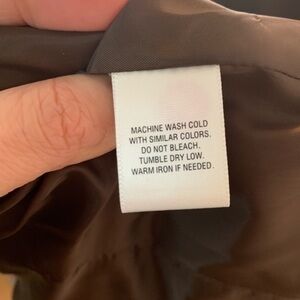 MACHINE WASH COLD
WITH SIMILAR COLORS.
DO NOT BLEACH.
TUMBLE DRY LOW.
WARM IRON IF NEEDED.